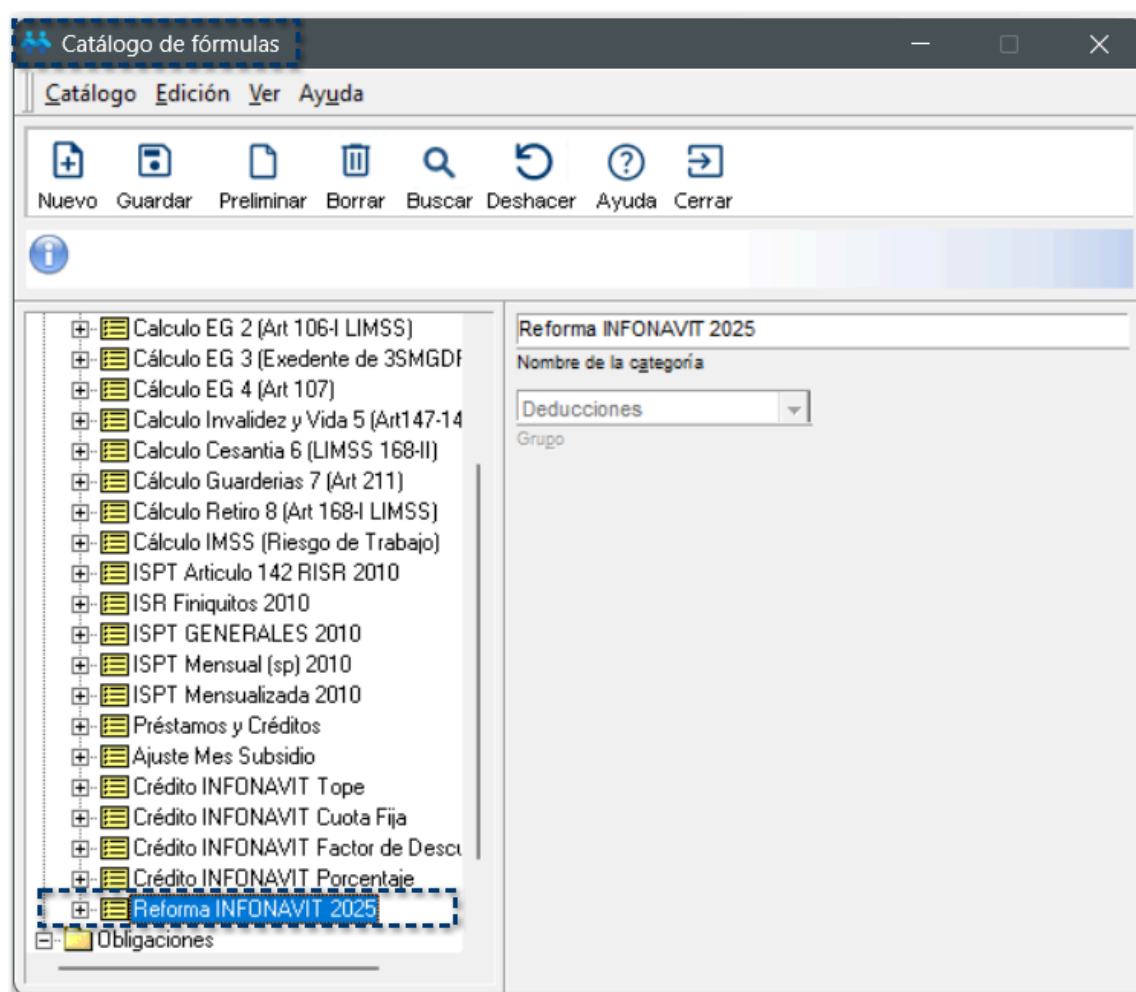 Catálogo de fórmulas
Catálogo Edición Ver Ayuda
Nuevo Guardar Preliminar Borrar Buscar Deshacer Ayuda Cerrar
Calculo EG 2 (Art 106-I LIMSS)
Cálculo EG 3 (Exedente de 3SMGDF
Cálculo EG 4 (Art 107)
Calculo Invalidez y Vida 5 (Art147-14
Calculo Cesantia 6 (LIMSS 168-II)
Cálculo Guarderias 7 (Art 211)
Cálculo Retiro 8 (Art 168-I LIMSS)
Cálculo IMSS (Riesgo de Trabajo)
ISPT Articulo 142 RISR 2010
ISR Finiquitos 2010
ISPT GENERALES 2010
ISPT Mensual (sp) 2010
ISPT Mensualizada 2010
Préstamos y Créditos
Ajuste Mes Subsidio
Crédito INFONAVIT Tope
Crédito INFONAVIT Cuota Fija
Crédito INFONAVIT Factor de Descu
Crédito INFONAVIT Porcentaje
Reforma INFONAVIT 2025
Obligaciones
Reforma INFONAVIT 2025
Nombre de la categoría
Deducciones
Grupo